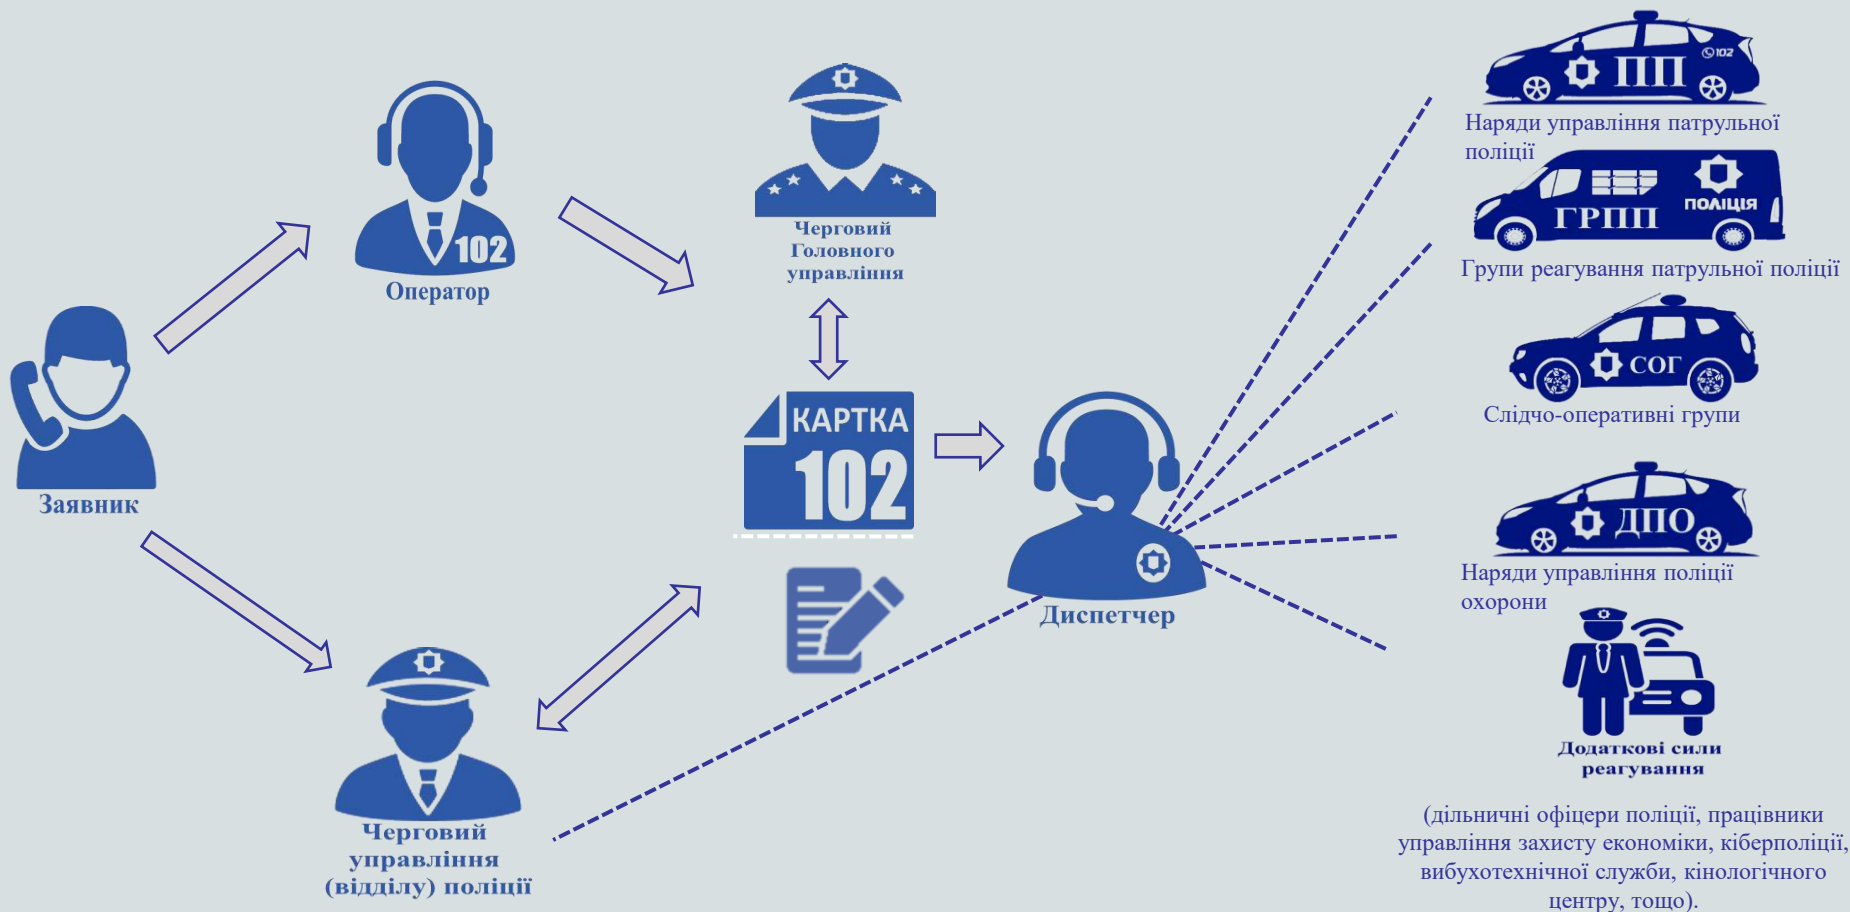 Заявник
102
Оператор
Черговий
Головного
управління
КАРТКА
102
Черговий
управління
(відділу) поліції
Диспетчер
ПП
102
Наряди управління патрульної
поліції
ГРПП
ПОЛІЦІЯ
Групи реагування патрульної поліції
СОГ
Слідчо-оперативні групи
ДПО
Наряди управління поліції
охорони
Додаткові сили
реагування
(дільничні офіцери поліції, працівники
управління захисту економіки, кіберполіції,
вибухотехнічної служби, кінологічного
центру, тощо).